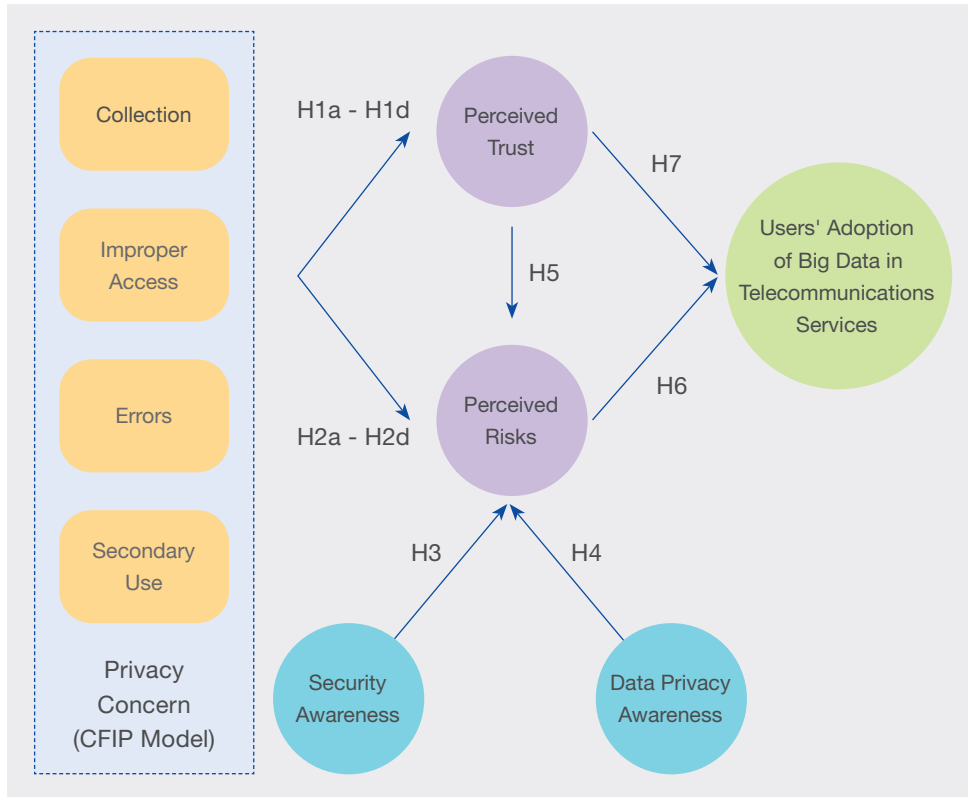 Collection
Improper
Access
Errors
Secondary
Use
Privacy
Concern
(CFIP Model)
H1a - H1d
H2a - H2d
Perceived
Trust
H5
Perceived
Risks
H7
H6
Users' Adoption
of Big Data in
Telecommunications
Services
H3
H4
Security
Awareness
Data Privacy
Awareness